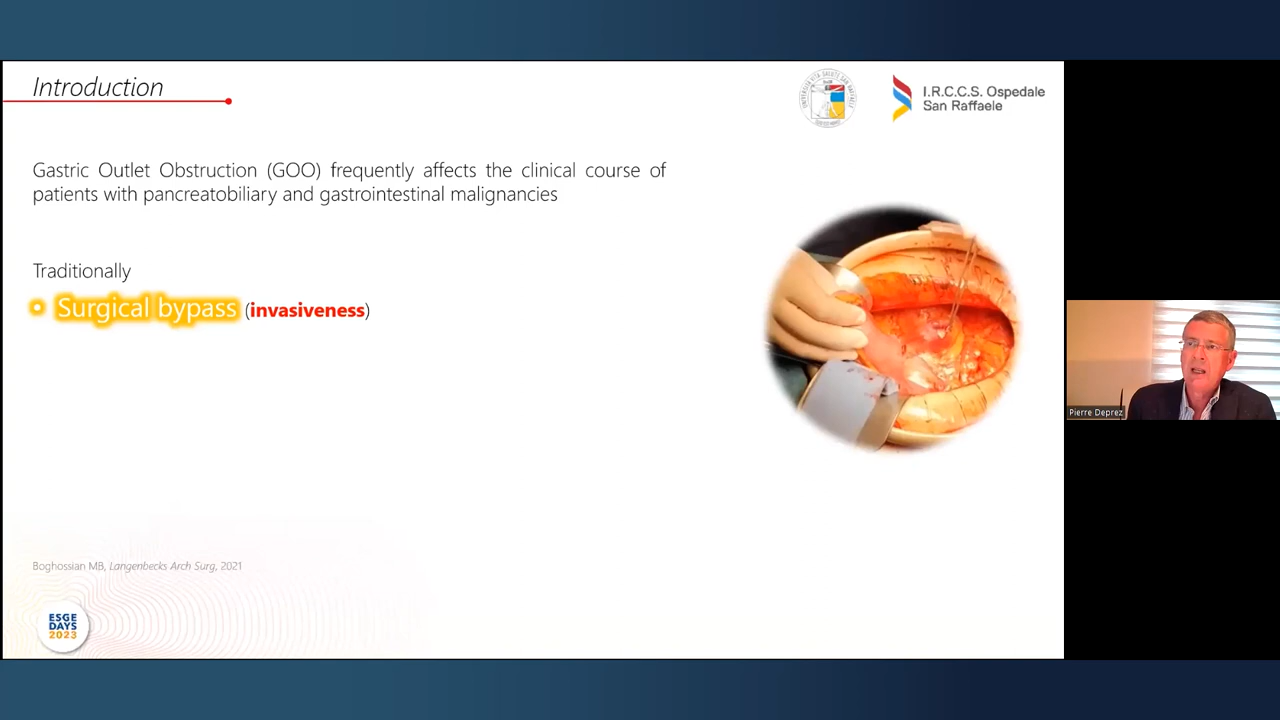 Introduction
I.R.C.C.S. Ospedale
San Raffaele
Gastric Outlet Obstruction (GOO) frequently affects the clinical course of
patients with pancreatobiliary and gastrointestinal malignancies
Traditionally
• Surgical bypass (invasiveness)
Pierre Deprez
Boghossian MB, Langenbecks Arch Surg, 2021
ESGE
DAYS
2023